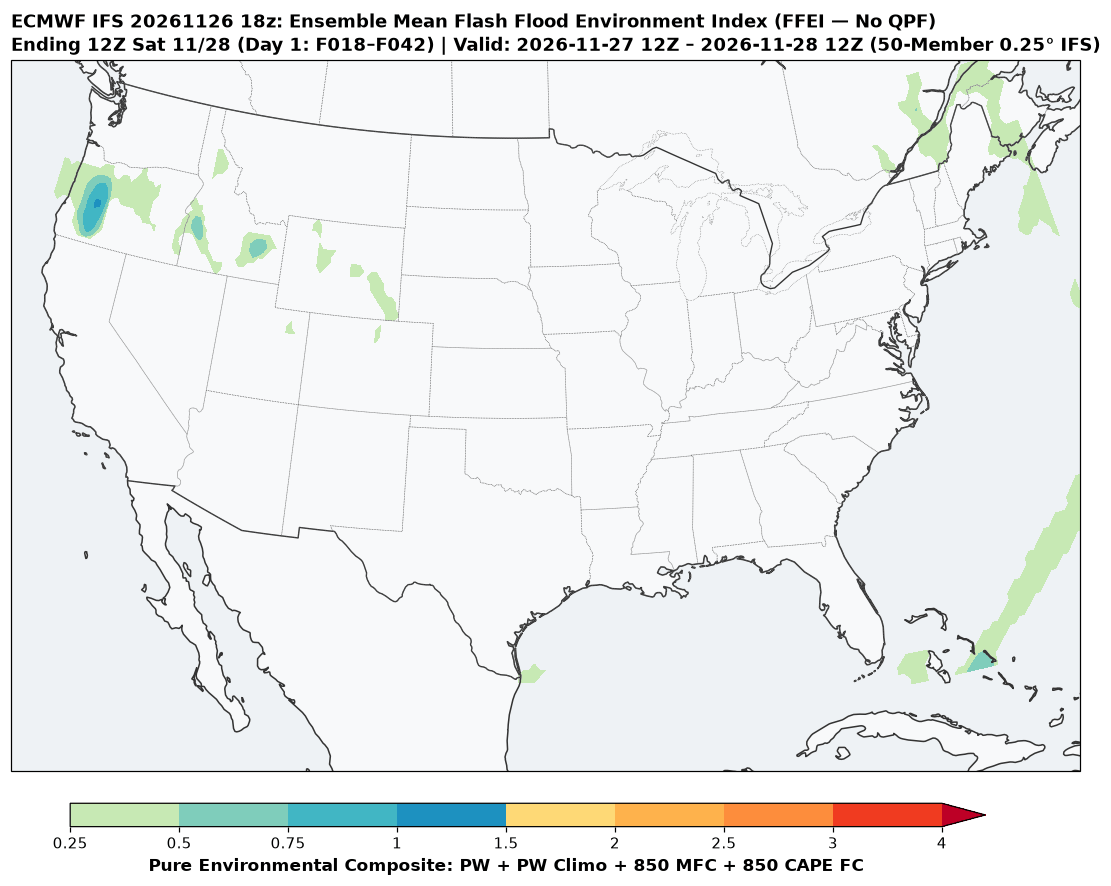 ECMWF IFS 20261126 18z: Ensemble Mean Flash Flood Environment Index (FFEI — No QPF)
Ending 12Z Sat 11/28 (Day 1: F018–F042) | Valid: 2026-11-27 12Z – 2026-11-28 12Z (50-Member 0.25° IFS)
0.25 0.5 0.75 1 1.5 2 2.5 3 4
Pure Environmental Composite: PW + PW Climo + 850 MFC + 850 CAPE FC